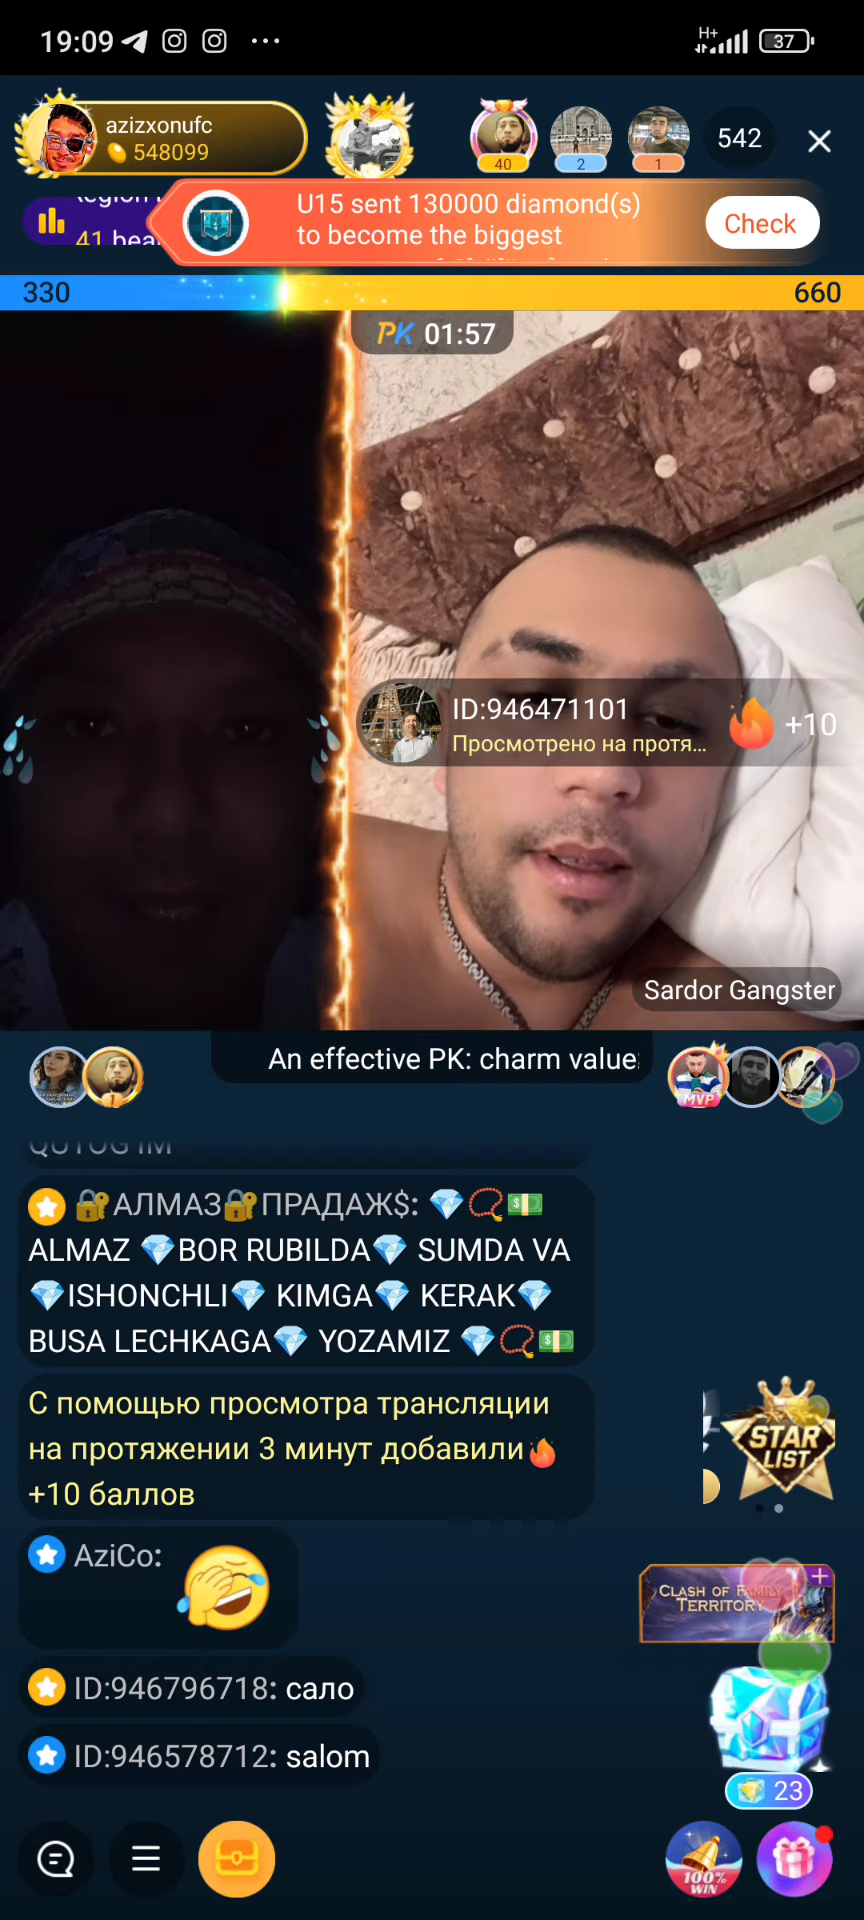 19:09
H+
37
azizxonufc
548099
40
2
1
542
41
U15 sent 130000 diamond(s)
to become the biggest
Check
330
660
PK 01:57
ID:946471101
Просмотрено на протя...
+10
Sardor Gangster
An effective PK: charm value
1
MVP
🔐АЛМАЗ🔐ПРАДАЖ$: 💎📿💵
ALMAZ 💎BOR RUBILDA💎 SUMDA VA
💎ISHONCHLI💎 KIMGA💎 KERAK💎
BUSA LECHKAGA💎 YOZAMIZ 💎📿💵
С помощью просмотра трансляции
на протяжении 3 минут добавили🔥
+10 баллов
STAR
LIST
AziCo: 🤣
CLASH OF FAMILY
TERRITORY
ID:946796718: сало
ID:946578712: salom
23
100%
WIN